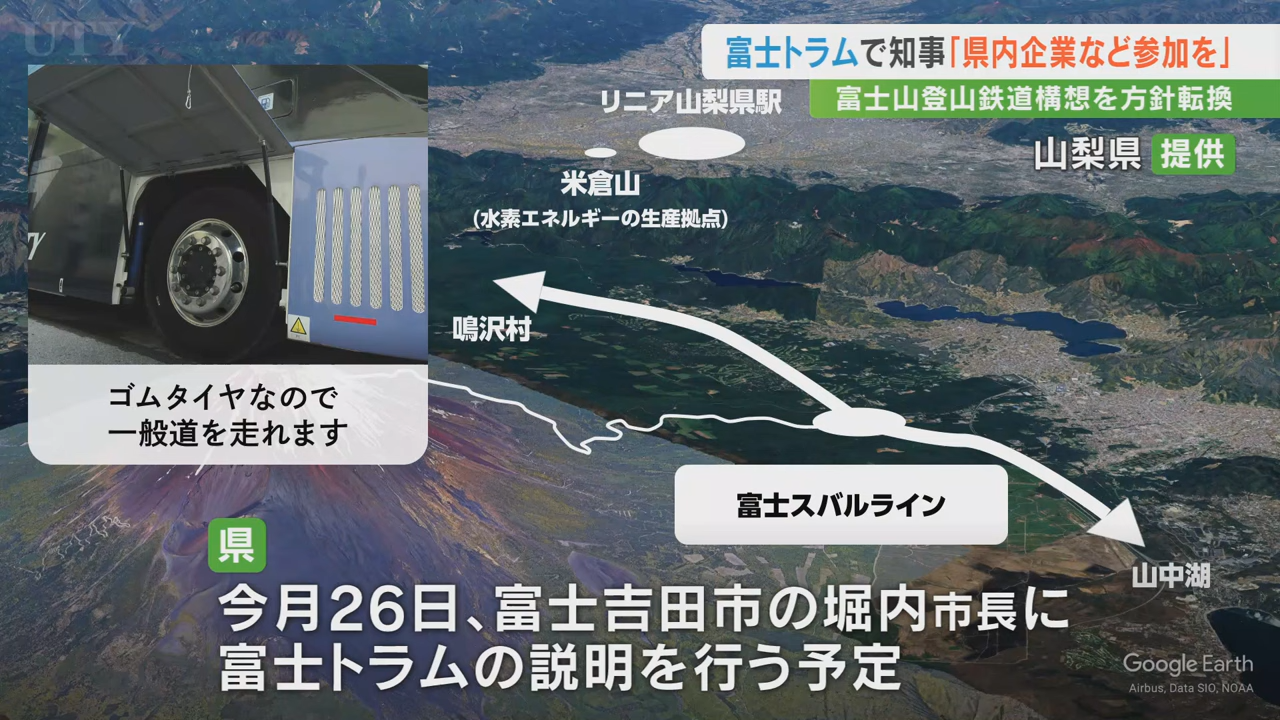 UTY
富士トラムで知事「県内企業など参加を」
富士山登山鉄道構想を方針転換
山梨県 提供
リニア山梨県駅
米倉山
(水素エネルギーの生産拠点)
鳴沢村
ゴムタイヤなので
一般道を走れます
富士スバルライン
山中湖
県
今月26日、富士吉田市の堀内市長に
富士トラムの説明を行う予定
Google Earth
Airbus, Data SIO, NOAA